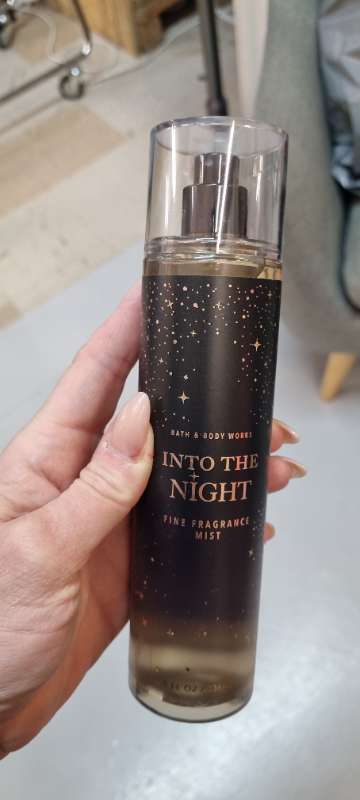 BATH & BODY WORKS
INTO THE
NIGHT
FINE FRAGRANCE
MIST